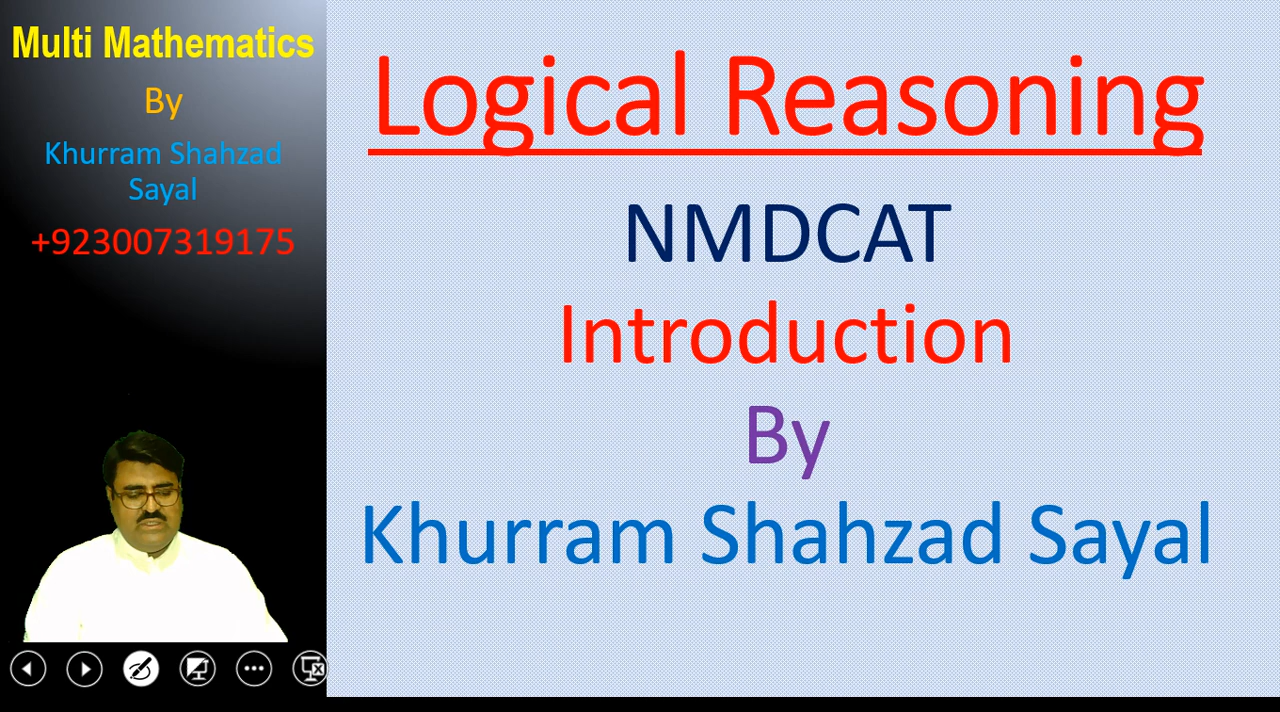 Multi Mathematics
By
Khurram Shahzad
Sayal
+923007319175
Logical Reasoning
NMDCAT
Introduction
By
Khurram Shahzad Sayal